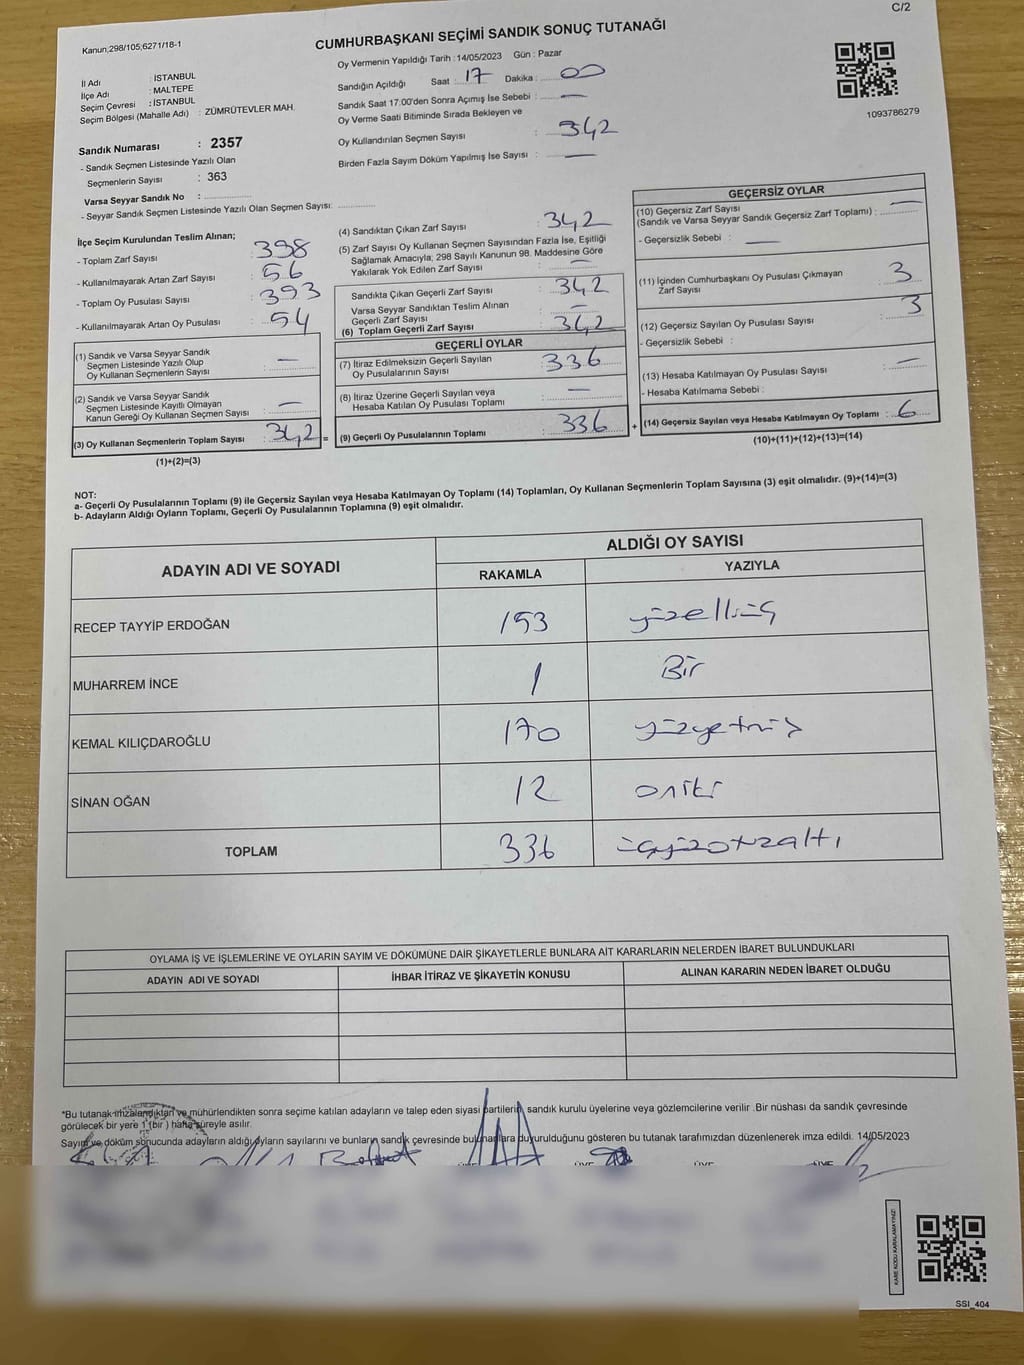 C/2
Kanun,298/105,6271/18-1
CUMHURBAŞKANI SEÇİMİ SANDIK SONUÇ TUTANAĞI
İl Adı : İSTANBUL
İlçe Adı : MALTEPE
Seçim Çevresi : İSTANBUL
Seçim Bölgesi (Mahalle Adı) : ZÜMRÜTEVLER MAH.
Sandık Numarası : 2357
- Sandık Seçmen Listesinde Yazılı Olan
Seçmenlerin Sayısı : 363
Varsa Seyyar Sandık No :
- Seyyar Sandık Seçmen Listesinde Yazılı Olan Seçmen Sayısı:
Oy Vermenin Yapıldığı Tarih :14/05/2023 Gün : Pazar
Sandığın Açıldığı Saat : 17 Dakika : 00
Sandık Saat 17.00'den Sonra Açımış İse Sebebi : —
Oy Verme Saati Bitiminde Sırada Bekleyen ve
Oy Kullandırılan Seçmen Sayısı : 342
Birden Fazla Sayım Döküm Yapılmış İse Sayısı : —
1093786279
İlçe Seçim Kurulundan Teslim Alınan;
- Toplam Zarf Sayısı : 398
- Kullanılmayarak Artan Zarf Sayısı : 56
- Toplam Oy Pusulası Sayısı : 393
- Kullanılmayarak Artan Oy Pusulası : 54
(1) Sandık ve Varsa Seyyar Sandık
Seçmen Listesinde Yazılı Olup
Oy Kullanan Seçmenlerin Sayısı : —
(2) Sandık ve Varsa Seyyar Sandık
Seçmen Listesinde Kayıtlı Olmayan
Kanun Gereği Oy Kullanan Seçmen Sayısı : —
(3) Oy Kullanan Seçmenlerin Toplam Sayısı : 342 =
(1)+(2)=(3)
(4) Sandıktan Çıkan Zarf Sayısı : 342
(5) Zarf Sayısı Oy Kullanan Seçmen Sayısından Fazla İse, Eşitliği
Sağlamak Amacıyla; 298 Sayılı Kanunun 98. Maddesine Göre
Yakılarak Yok Edilen Zarf Sayısı : —
Sandıkta Çıkan Geçerli Zarf Sayısı : 342
Varsa Seyyar Sandıktan Teslim Alınan
Geçerli Zarf Sayısı : —
(6) Toplam Geçerli Zarf Sayısı : 342
GEÇERLİ OYLAR
(7) İtiraz Edilmeksizin Geçerli Sayılan
Oy Pusulalarının Sayısı : 336
(8) İtiraz Üzerine Geçerli Sayılan veya
Hesaba Katılan Oy Pusulası Toplamı : —
(9) Geçerli Oy Pusulalarının Toplamı : 336 +
GEÇERSİZ OYLAR
(10) Geçersiz Zarf Sayısı
(Sandık ve Varsa Seyyar Sandık Geçersiz Zarf Toplamı) : —
- Geçersizlik Sebebi : —
(11) İçinden Cumhurbaşkanı Oy Pusulası Çıkmayan
Zarf Sayısı : 3
(12) Geçersiz Sayılan Oy Pusulası Sayısı : 3
- Geçersizlik Sebebi :
(13) Hesaba Katılmayan Oy Pusulası Sayısı : —
- Hesaba Katılmama Sebebi :
(14) Geçersiz Sayılan veya Hesaba Katılmayan Oy Toplamı : 6
(10)+(11)+(12)+(13)=(14)
NOT:
a- Geçerli Oy Pusulalarının Toplamı (9) ile Geçersiz Sayılan veya Hesaba Katılmayan Oy Toplamı (14) Toplamları, Oy Kullanan Seçmenlerin Toplam Sayısına (3) eşit olmalıdır. (9)+(14)=(3)
b- Adayların Aldığı Oyların Toplamı, Geçerli Oy Pusulalarının Toplamına (9) eşit olmalıdır.
ADAYIN ADI VE SOYADI ALDIĞI OY SAYISI
RAKAMLA YAZIYLA
RECEP TAYYİP ERDOĞAN 153 yüzelliüç
MUHARREM İNCE 1 Bir
KEMAL KILIÇDAROĞLU 170 yüzyetmiş
SİNAN OĞAN 12 oniki
TOPLAM 336 üçyüzotuzaltı
OYLAMA İŞ VE İŞLEMLERİNE VE OYLARIN SAYIM VE DÖKÜMÜNE DAİR ŞİKAYETLERLE BUNLARA AİT KARARLARIN NELERDEN İBARET BULUNDUKLARI
ADAYIN ADI VE SOYADI İHBAR İTİRAZ VE ŞİKAYETİN KONUSU ALINAN KARARIN NEDEN İBARET OLDUĞU
*Bu tutanak imzalandıktan ve mühürlendikten sonra seçime katılan adayların ve talep eden siyasi partilerin, sandık kurulu üyelerine veya gözlemcilerine verilir .Bir nüshası da sandık çevresinde
görülecek bir yere 1 (bir ) hafta süreyle asılır.
Sayım ve döküm sonucunda adayların aldığı oyların sayılarını ve bunların sandık çevresinde bulunanlara duyurulduğunu gösteren bu tutanak tarafımızdan düzenlenerek imza edildi. 14/05/2023
ÜYE ÜYE ÜYE
KARE KODU KARALAMAYINIZ!
SSI_404